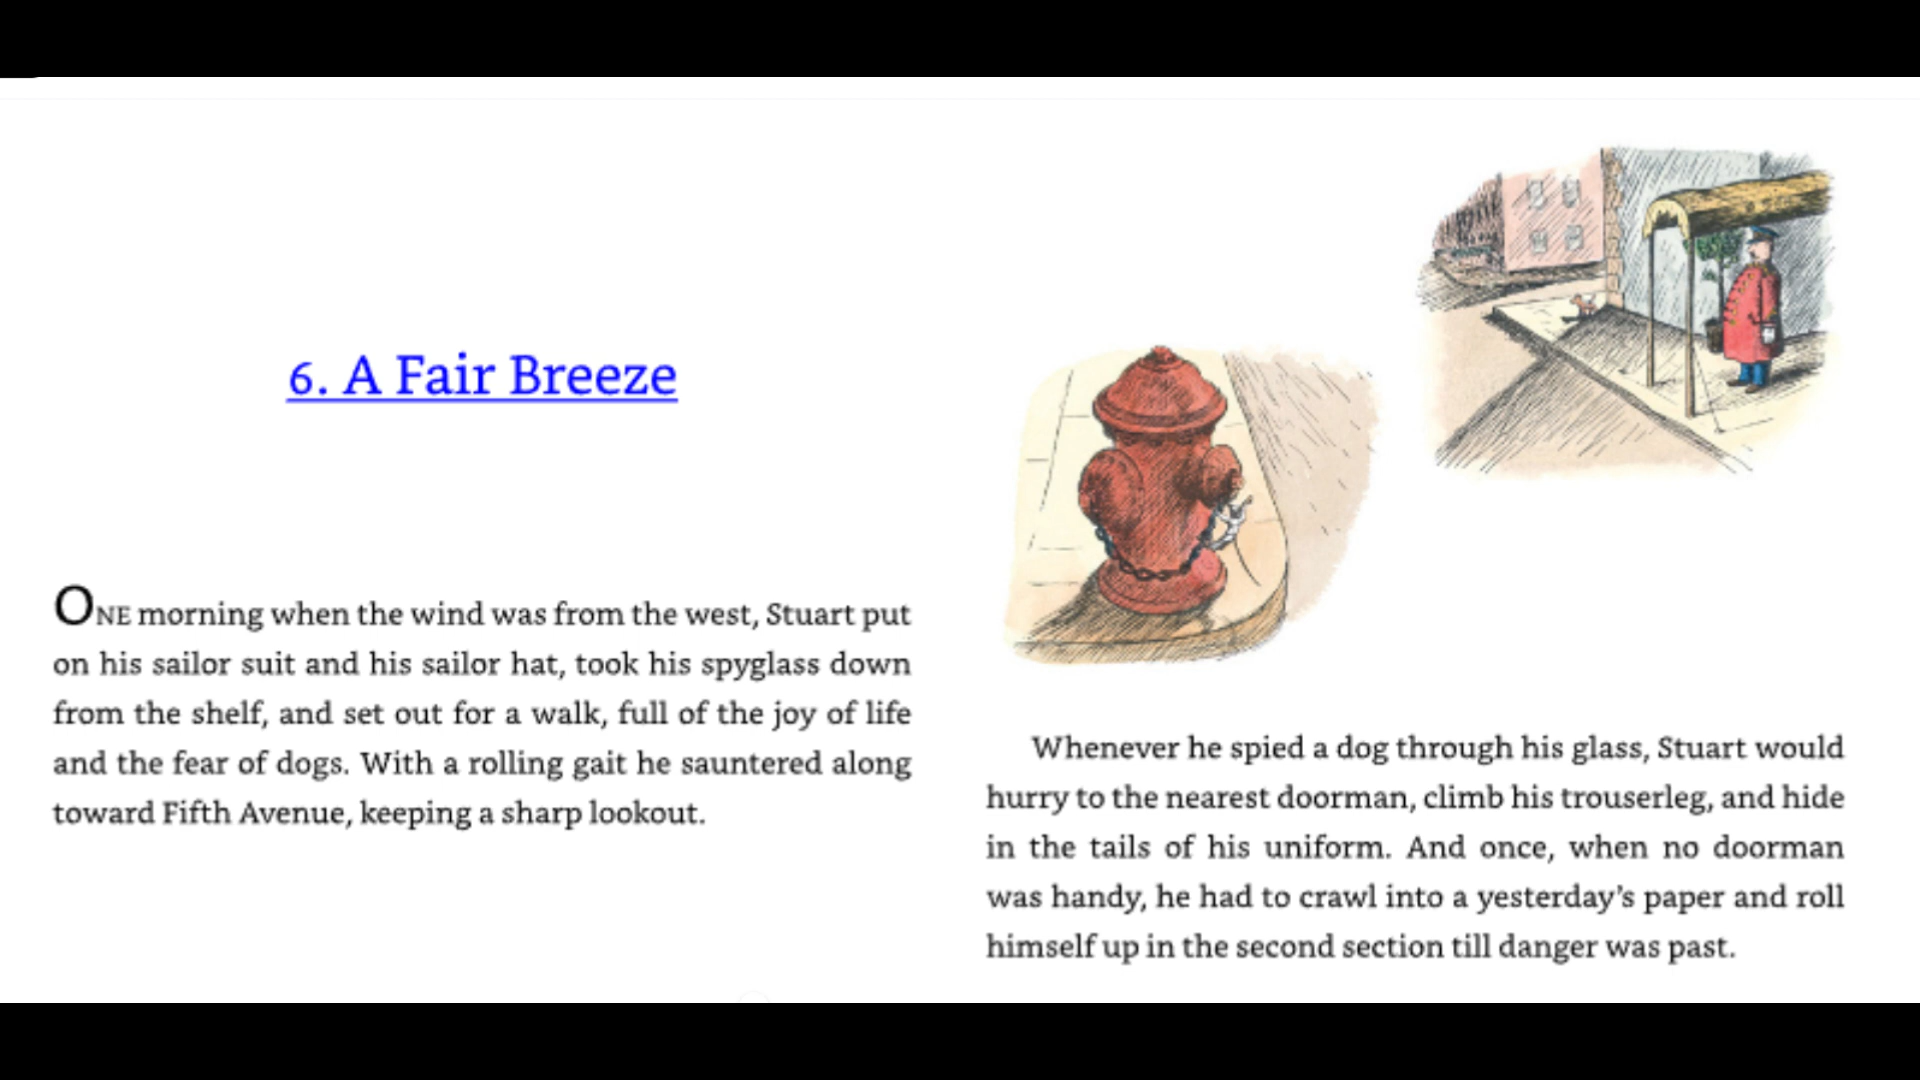 6. A Fair Breeze
ONE morning when the wind was from the west, Stuart put
on his sailor suit and his sailor hat, took his spyglass down
from the shelf, and set out for a walk, full of the joy of life
and the fear of dogs. With a rolling gait he sauntered along
toward Fifth Avenue, keeping a sharp lookout.
Whenever he spied a dog through his glass, Stuart would
hurry to the nearest doorman, climb his trouserleg, and hide
in the tails of his uniform. And once, when no doorman
was handy, he had to crawl into a yesterday’s paper and roll
himself up in the second section till danger was past.